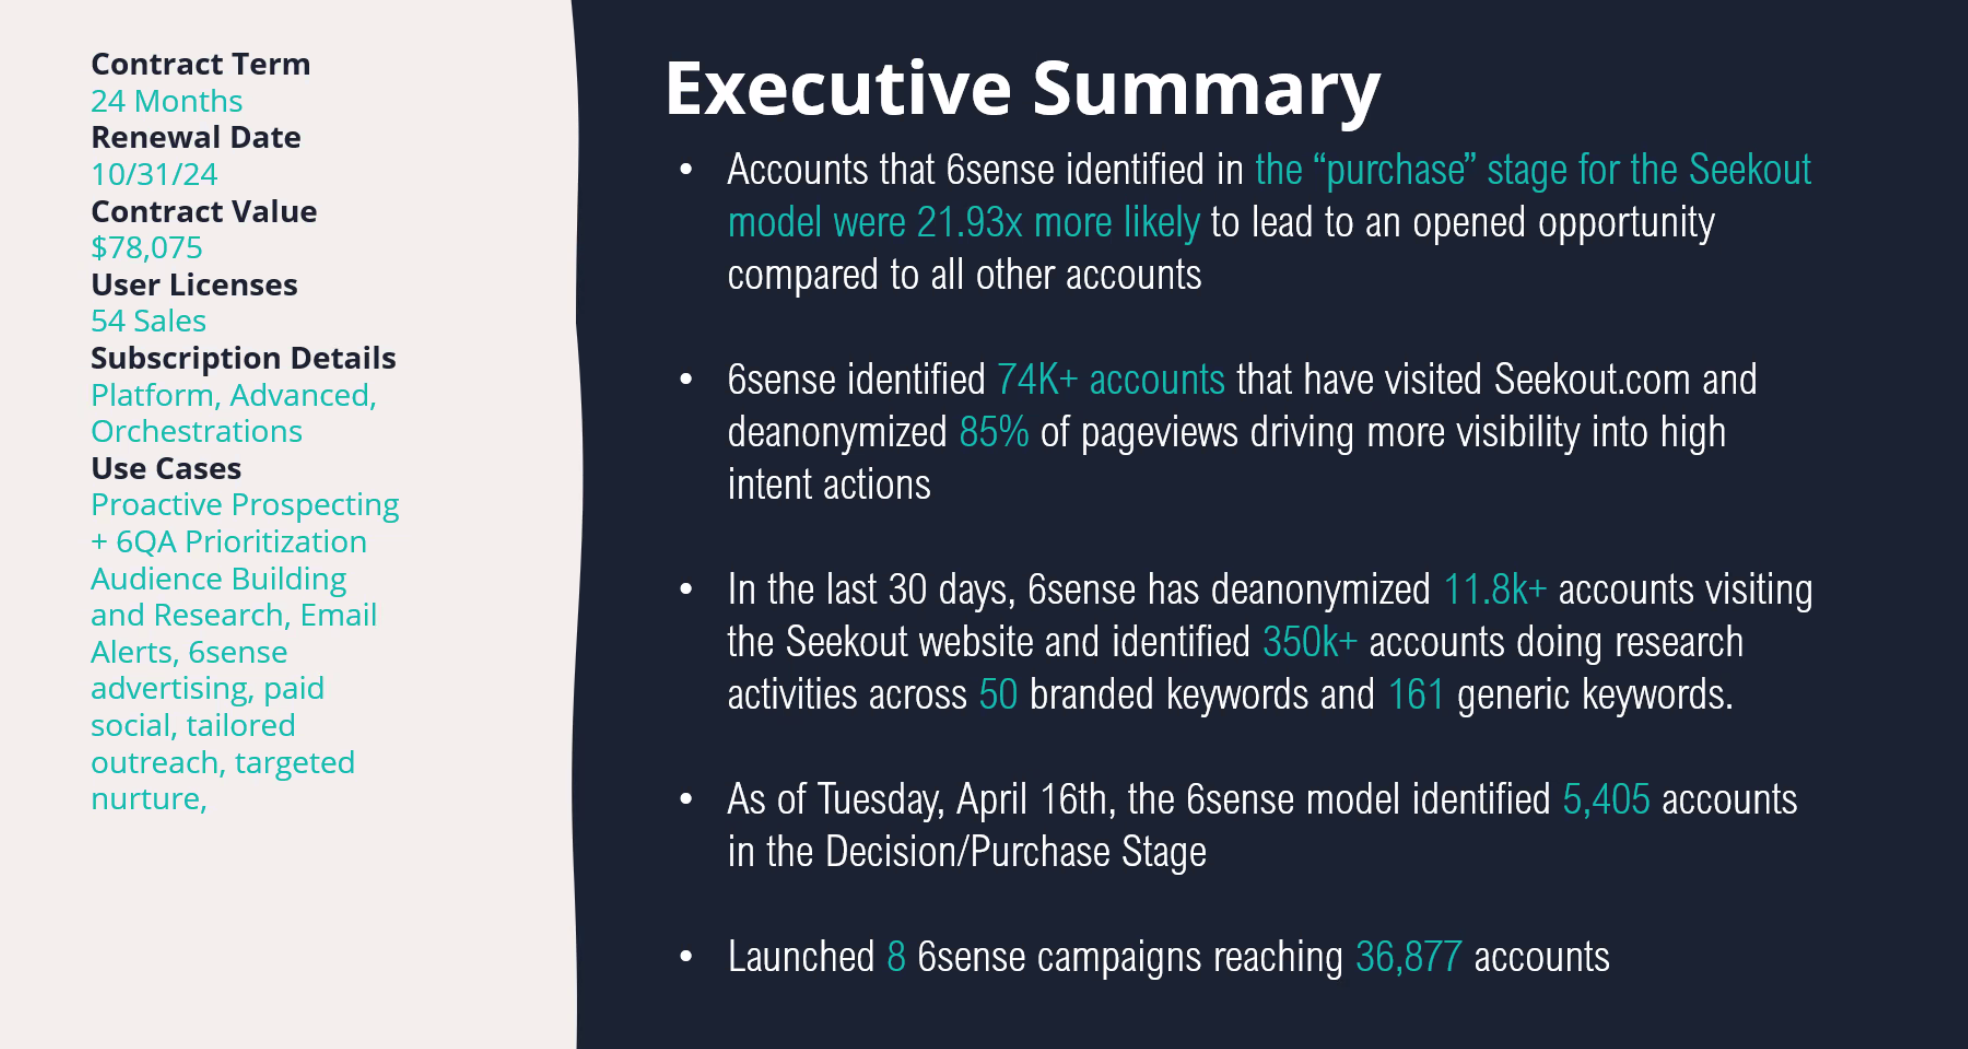 Contract Term
24 Months
Renewal Date
10/31/24
Contract Value
$78,075
User Licenses
54 Sales
Subscription Details
Platform, Advanced,
Orchestrations
Use Cases
Proactive Prospecting
+ 6QA Prioritization
Audience Building
and Research, Email
Alerts, 6sense
advertising, paid
social, tailored
outreach, targeted
nurture,
Executive Summary
• Accounts that 6sense identified in the “purchase” stage for the Seekout
model were 21.93x more likely to lead to an opened opportunity
compared to all other accounts
• 6sense identified 74K+ accounts that have visited Seekout.com and
deanonymized 85% of pageviews driving more visibility into high
intent actions
• In the last 30 days, 6sense has deanonymized 11.8k+ accounts visiting
the Seekout website and identified 350k+ accounts doing research
activities across 50 branded keywords and 161 generic keywords.
• As of Tuesday, April 16th, the 6sense model identified 5,405 accounts
in the Decision/Purchase Stage
• Launched 8 6sense campaigns reaching 36,877 accounts